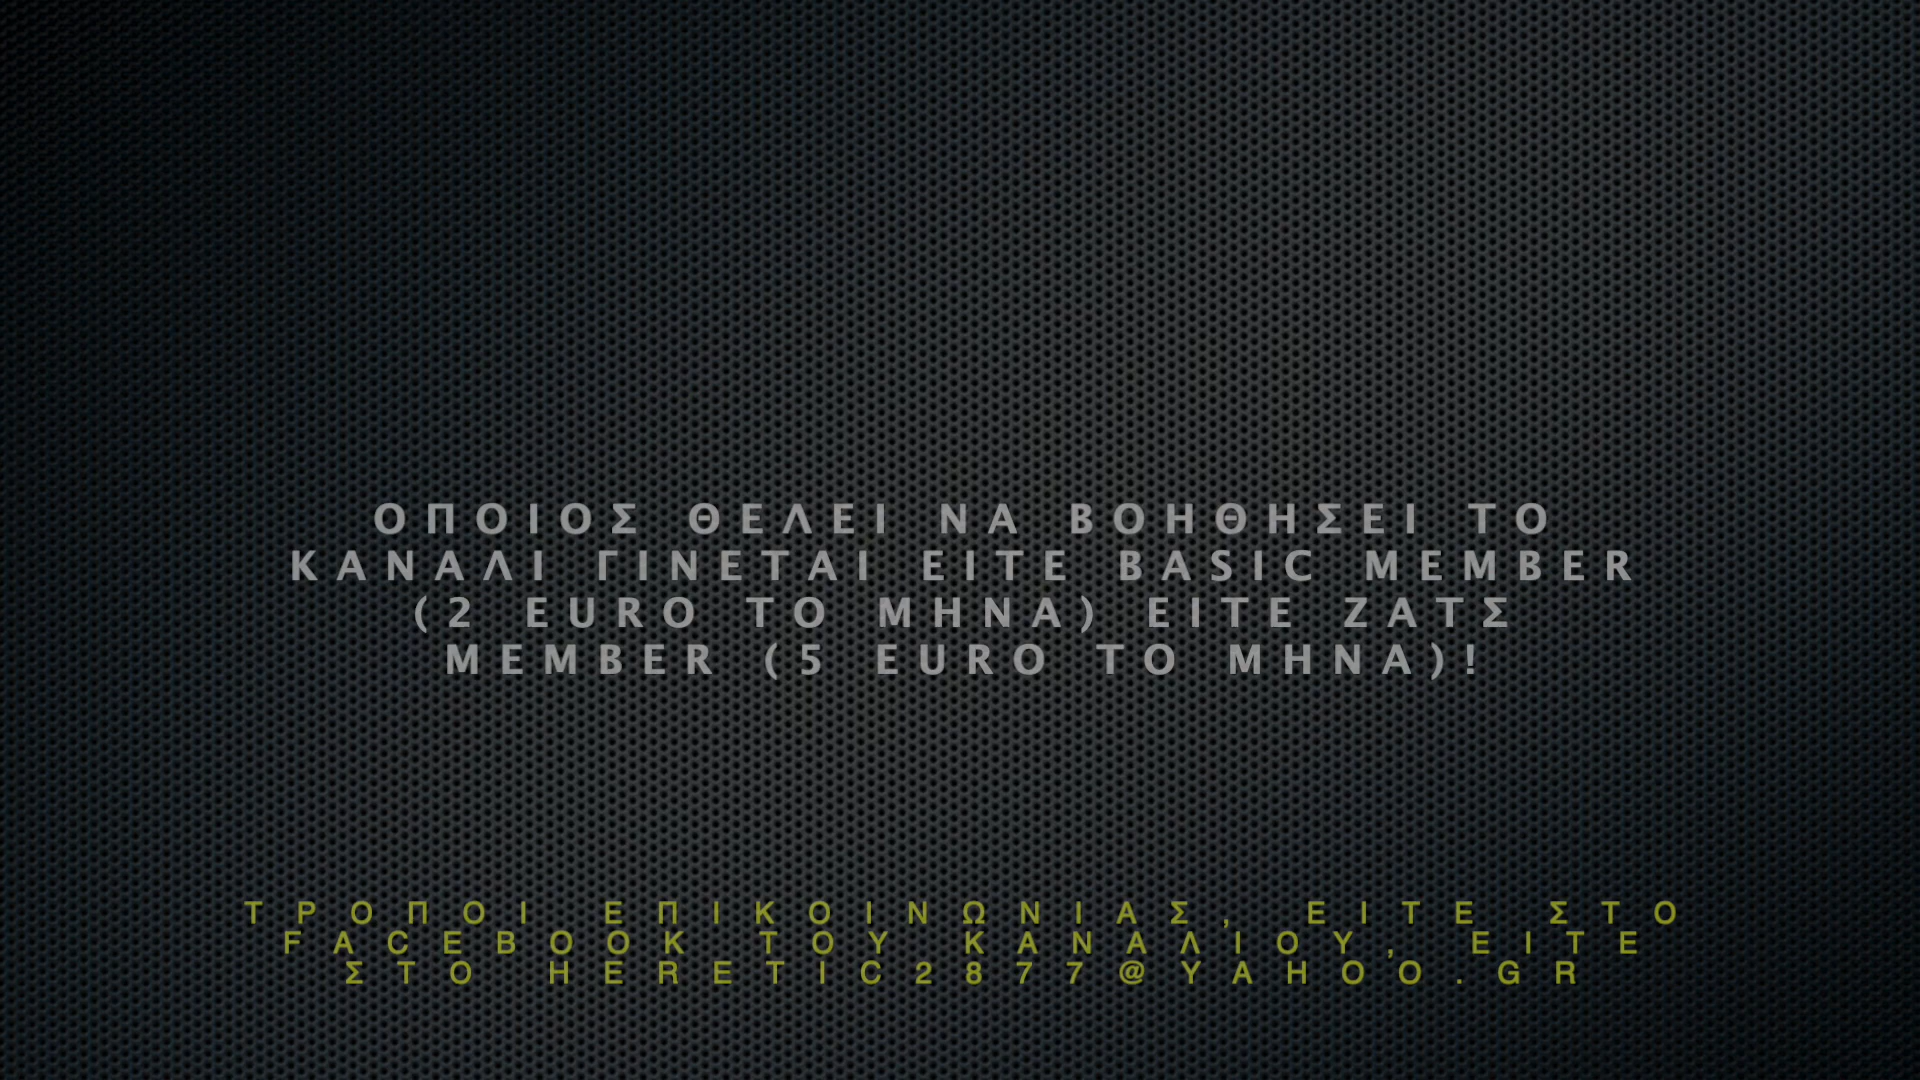 ΟΠΟΙΟΣ ΘΕΛΕΙ ΝΑ ΒΟΗΘΗΣΕΙ ΤΟ
ΚΑΝΑΛΙ ΓΙΝΕΤΑΙ ΕΙΤΕ BASIC MEMBER
(2 EURO ΤΟ ΜΗΝΑ) ΕΙΤΕ ΖΑΤΣ
MEMBER (5 EURO ΤΟ ΜΗΝΑ)!
ΤΡΟΠΟΙ ΕΠΙΚΟΙΝΩΝΙΑΣ, ΕΙΤΕ ΣΤΟ
FACEBOOK ΤΟΥ ΚΑΝΑΛΙΟΥ, ΕΙΤΕ
ΣΤΟ HERETIC2877@YAHOO.GR